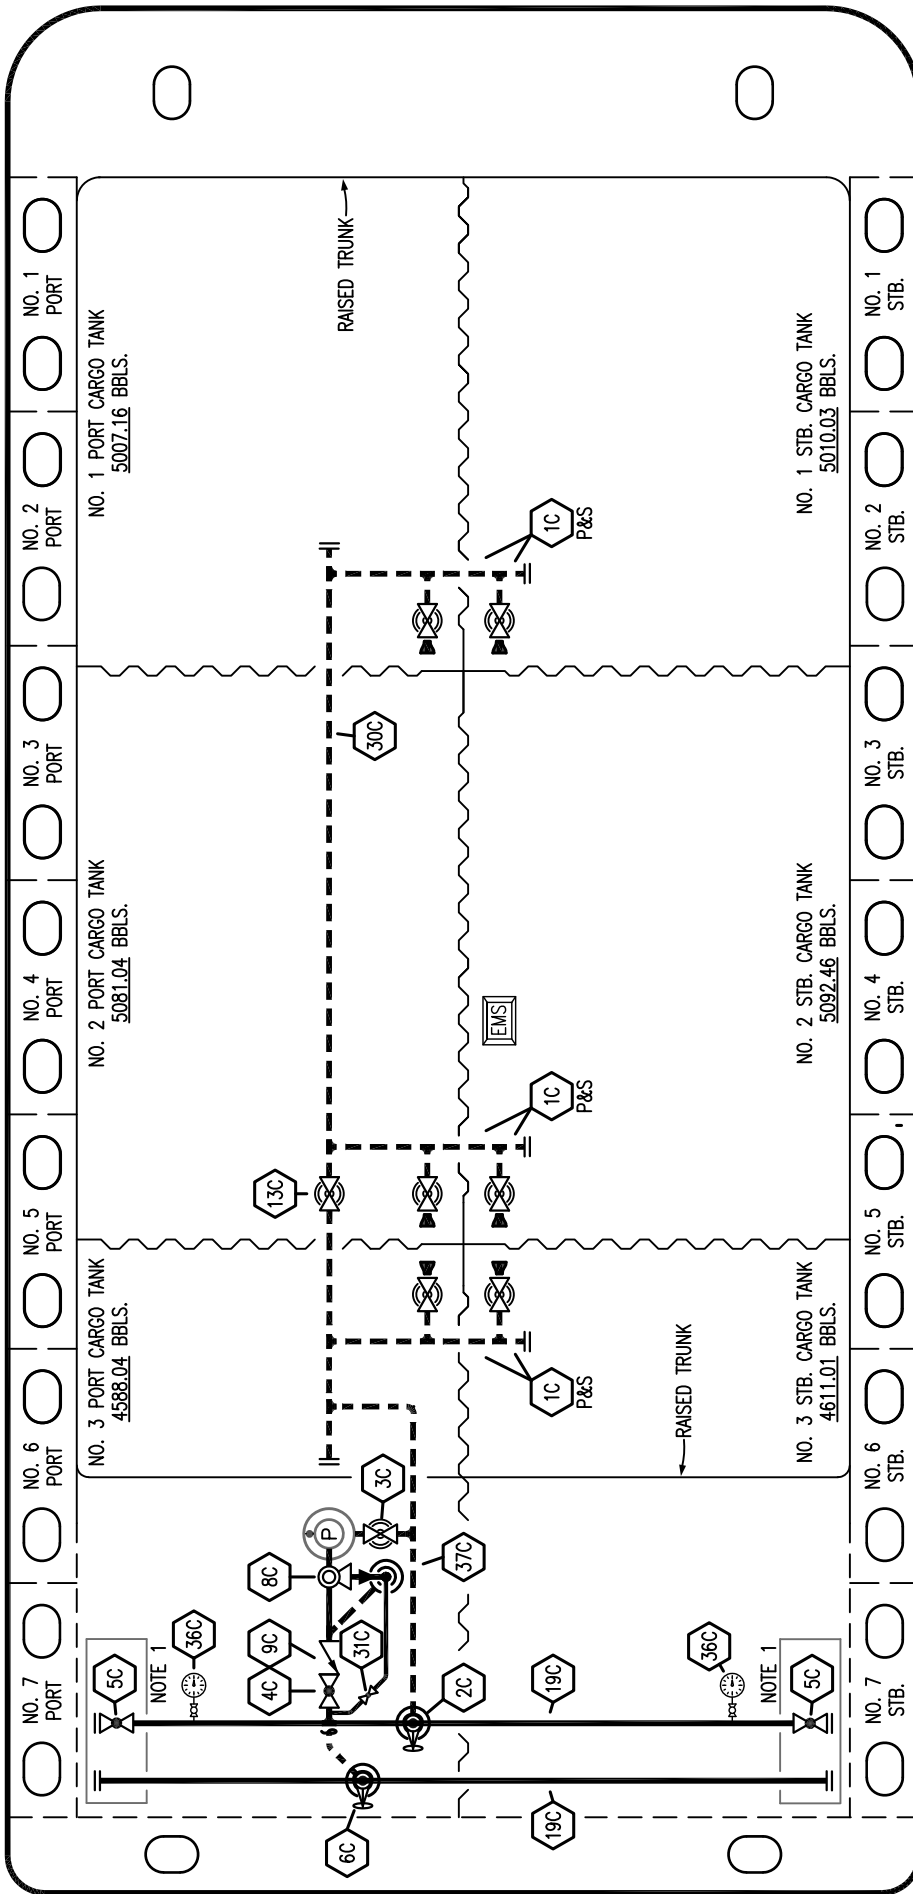 NO. 1
PORT
NO. 2
PORT
NO. 3
PORT
NO. 4
PORT
NO. 5
PORT
NO. 6
PORT
NO. 7
PORT
NO. 1 PORT CARGO TANK
5007.16 BBLS.
NO. 2 PORT CARGO TANK
5081.04 BBLS.
NO. 3 PORT CARGO TANK
4588.04 BBLS.
RAISED TRUNK
30C
13C
1C
P&S
1C
P&S
1C
P&S
EMS
P
3C
8C
37C
9C
31C
4C
2C
36C
NOTE 1
5C
19C
6C
19C
36C
NOTE 1
5C
RAISED TRUNK
NO. 1 STB. CARGO TANK
5010.03 BBLS.
NO. 2 STB. CARGO TANK
5092.46 BBLS.
NO. 3 STB. CARGO TANK
4611.01 BBLS.
NO. 1
STB.
NO. 2
STB.
NO. 3
STB.
NO. 4
STB.
NO. 5
STB.
NO. 6
STB.
NO. 7
STB.